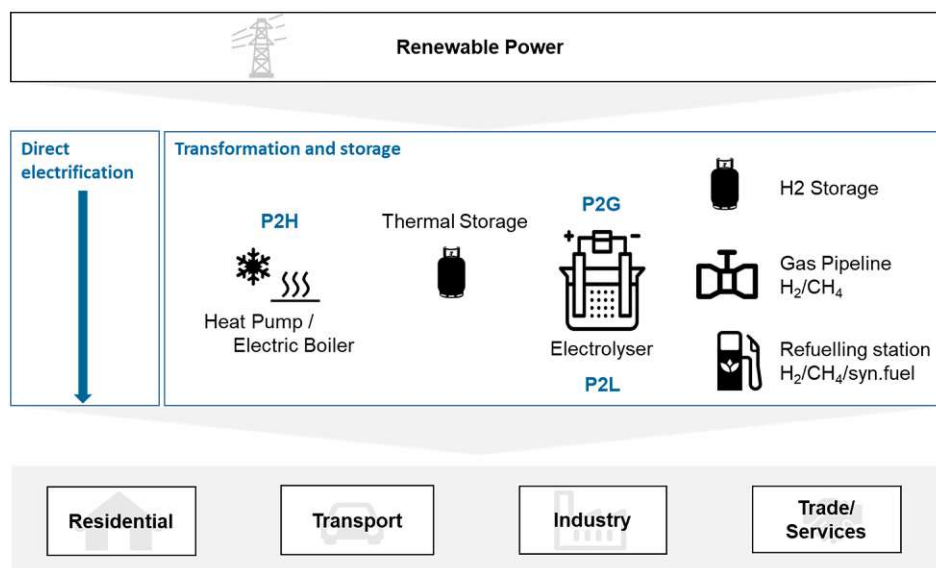 Renewable Power
Direct
electrification
Transformation and storage
P2H
Heat Pump /
Electric Boiler
Thermal Storage
P2G
+ −
Electrolyser
P2L
H2 Storage
Gas Pipeline
H₂/CH₄
Refuelling station
H₂/CH₄/syn.fuel
Residential
Transport
Industry
Trade/
Services